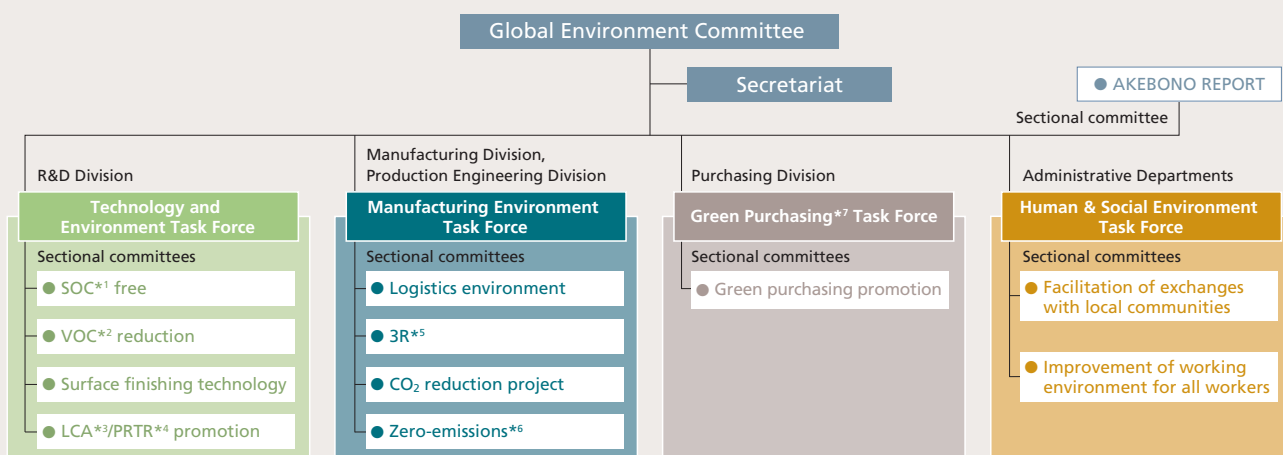 Global Environment Committee
Secretariat
● AKEBONO REPORT
Sectional committee
R&D Division
Technology and
Environment Task Force
Sectional committees
● SOC*1 free
● VOC*2 reduction
● Surface finishing technology
● LCA*3/PRTR*4 promotion
Manufacturing Division,
Production Engineering Division
Manufacturing Environment
Task Force
Sectional committees
● Logistics environment
● 3R*5
● CO2 reduction project
● Zero-emissions*6
Purchasing Division
Green Purchasing*7 Task Force
Sectional committees
● Green purchasing promotion
Administrative Departments
Human & Social Environment
Task Force
Sectional committees
● Facilitation of exchanges
with local communities
● Improvement of working
environment for all workers